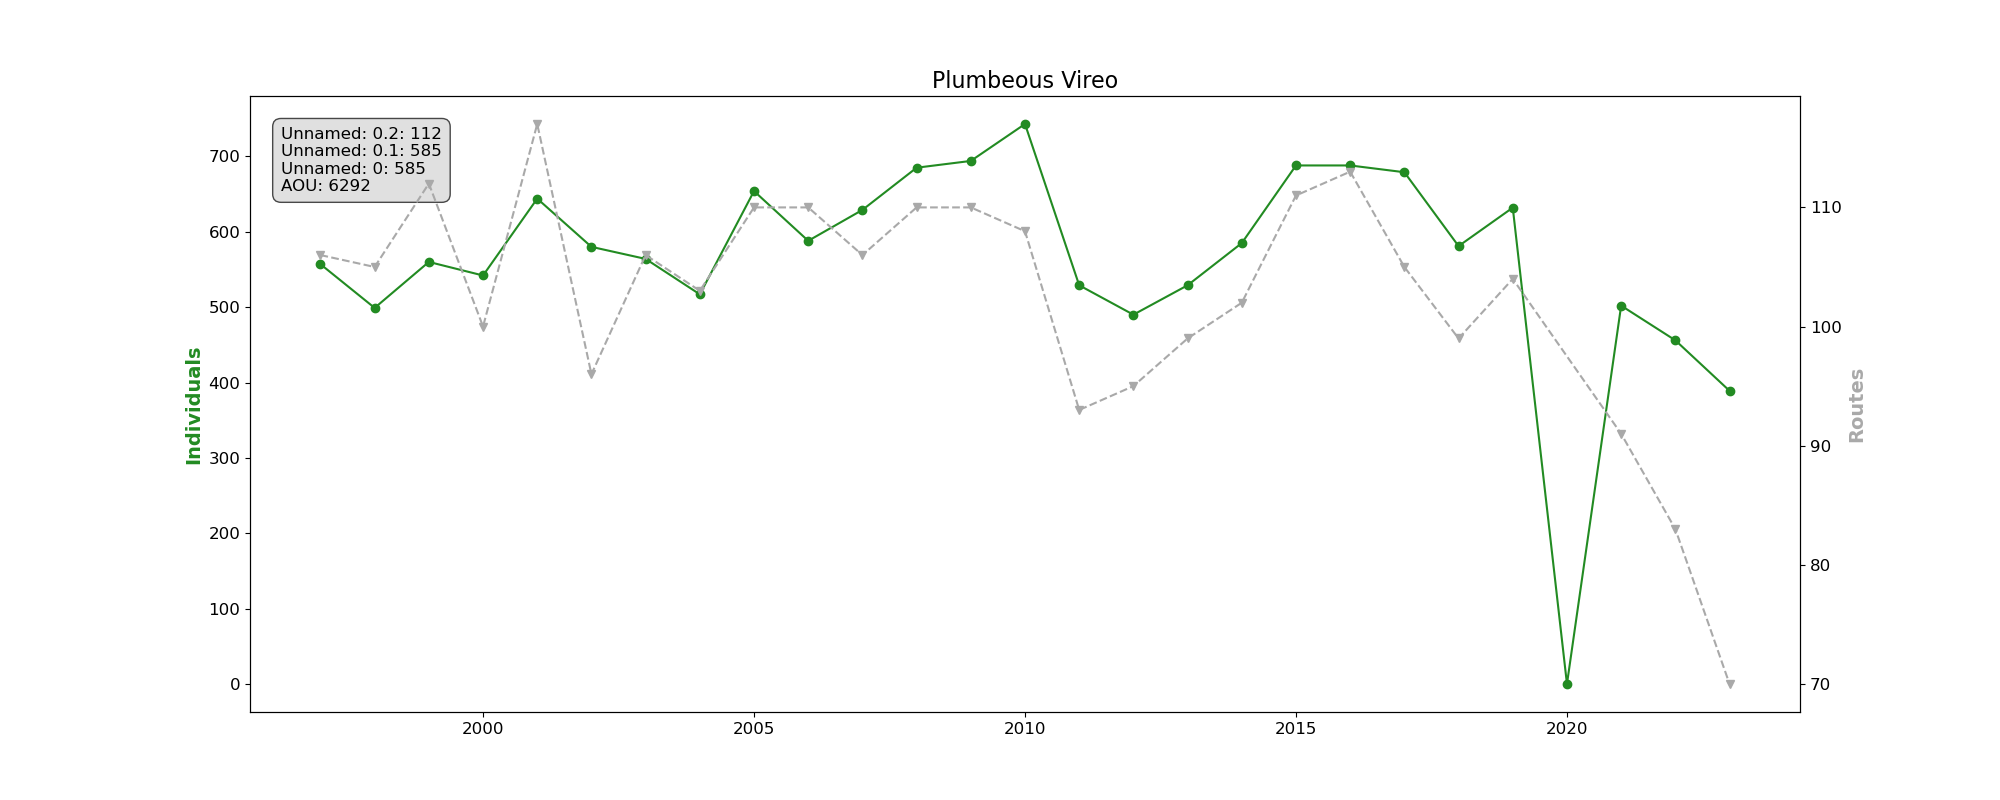 Plumbeous Vireo
Unnamed: 0.2: 112
Unnamed: 0.1: 585
Unnamed: 0: 585
AOU: 6292
Individuals
700
600
500
400
300
200
100
0
2000 2005 2010 2015 2020
110
100
90
80
70
Routes